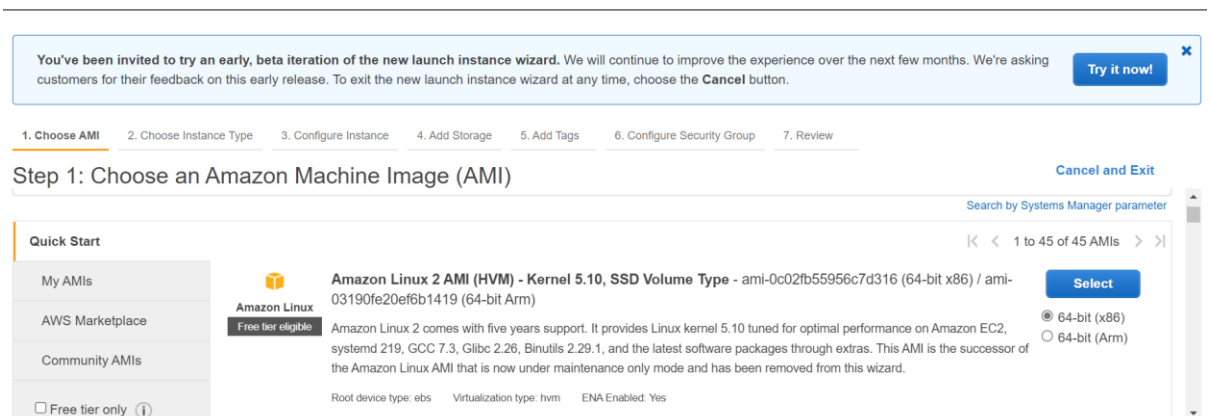 You've been invited to try an early, beta iteration of the new launch instance wizard. We will continue to improve the experience over the next few months. We're asking
customers for their feedback on this early release. To exit the new launch instance wizard at any time, choose the Cancel button.
Try it now!
1. Choose AMI 2. Choose Instance Type 3. Configure Instance 4. Add Storage 5. Add Tags 6. Configure Security Group 7. Review
Step 1: Choose an Amazon Machine Image (AMI)
Cancel and Exit
Search by Systems Manager parameter
Quick Start
1 to 45 of 45 AMIs
My AMIs
AWS Marketplace
Community AMIs
Free tier only
Amazon Linux
Free tier eligible
Amazon Linux 2 AMI (HVM) - Kernel 5.10, SSD Volume Type - ami-0c02fb55956c7d316 (64-bit x86) / ami-
03190fe20ef6b1419 (64-bit Arm)
Amazon Linux 2 comes with five years support. It provides Linux kernel 5.10 tuned for optimal performance on Amazon EC2,
systemd 219, GCC 7.3, Glibc 2.26, Binutils 2.29.1, and the latest software packages through extras. This AMI is the successor of
the Amazon Linux AMI that is now under maintenance only mode and has been removed from this wizard.
Root device type: ebs Virtualization type: hvm ENA Enabled: Yes
Select
64-bit (x86)
64-bit (Arm)